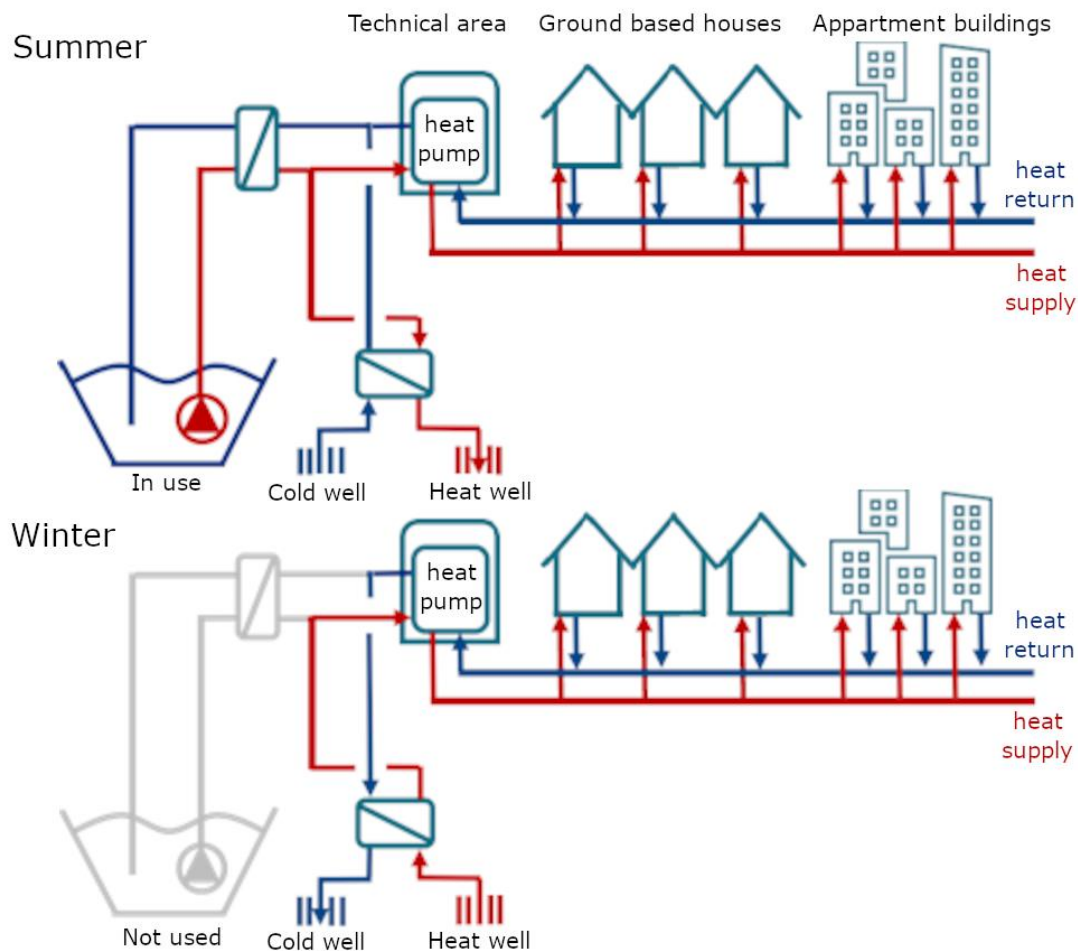 Summer
Technical area
Ground based houses
Appartment buildings
heat
pump
heat
return
heat
supply
In use
Cold well
Heat well
Winter
heat
pump
heat
return
heat
supply
Not used
Cold well
Heat well